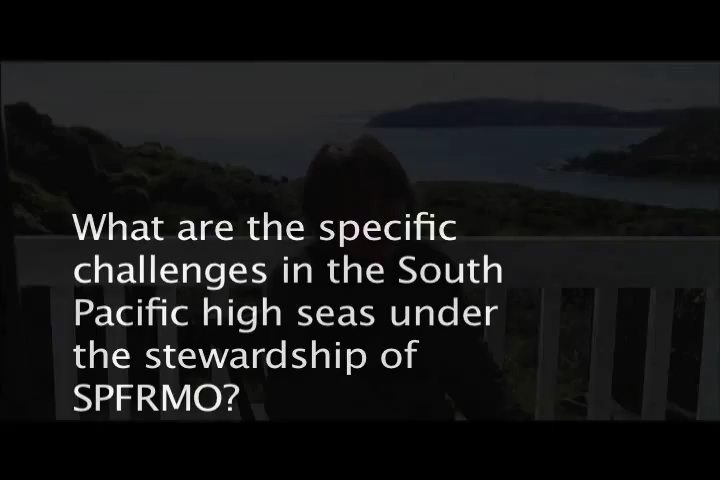 What are the specific
challenges in the South
Pacific high seas under
the stewardship of
SPFRMO?